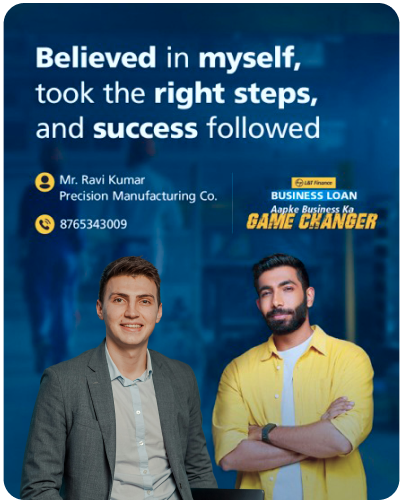 Believed in myself,
took the right steps,
and success followed
Mr. Ravi Kumar
Precision Manufacturing Co.
8765343009
L&T Finance
BUSINESS LOAN
Aapke Business Ka
GAME CHANGER